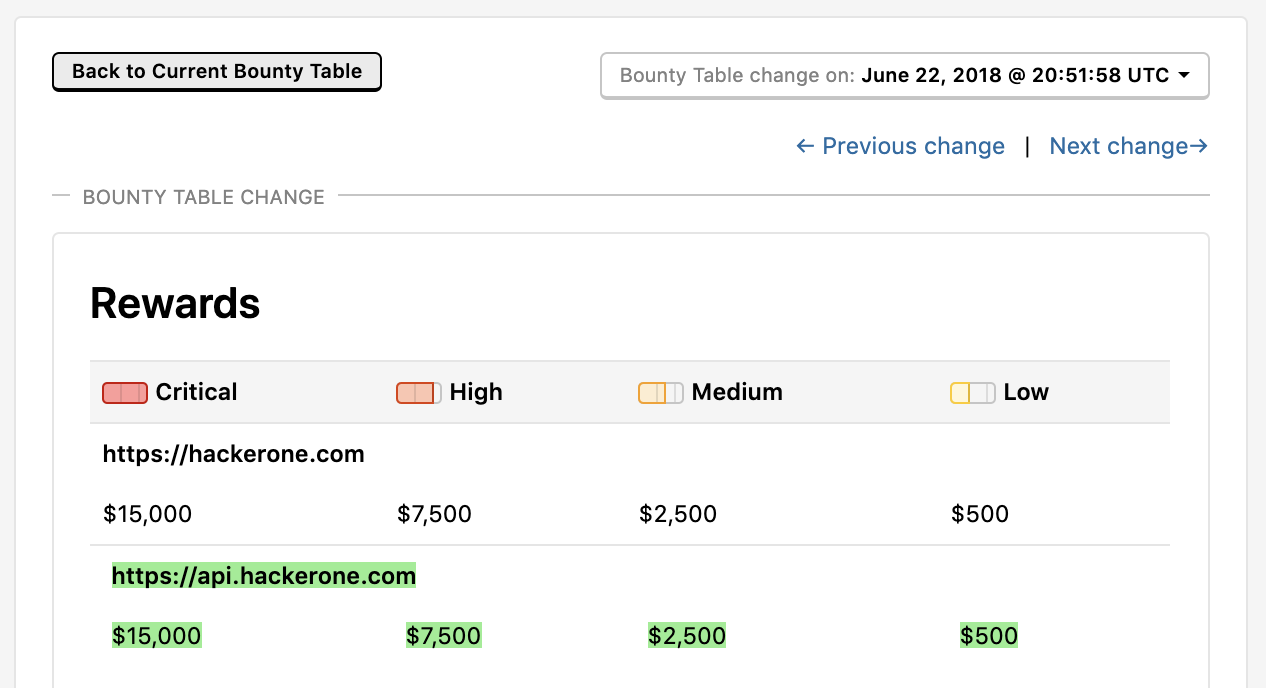 Back to Current Bounty Table
Bounty Table change on: June 22, 2018 @ 20:51:58 UTC
← Previous change | Next change→
BOUNTY TABLE CHANGE
Rewards
Critical High Medium Low
https://hackerone.com
$15,000 $7,500 $2,500 $500
https://api.hackerone.com
$15,000 $7,500 $2,500 $500